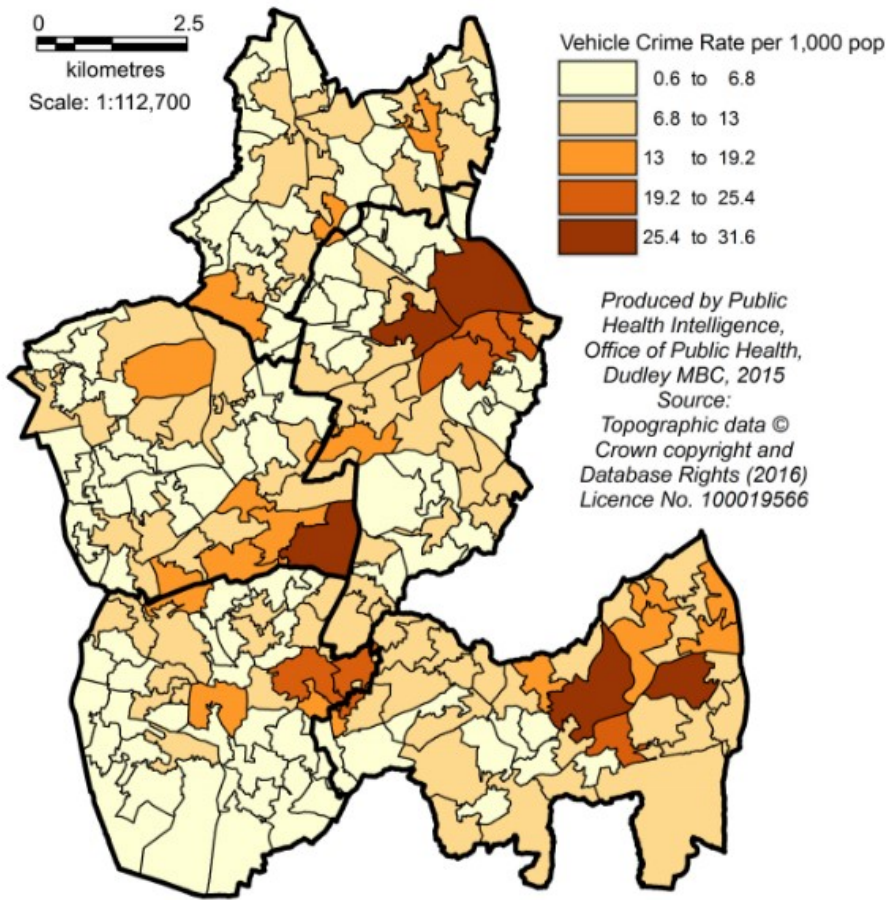 0 2.5
kilometres
Scale: 1:112,700
Vehicle Crime Rate per 1,000 pop
0.6 to 6.8
6.8 to 13
13 to 19.2
19.2 to 25.4
25.4 to 31.6
Produced by Public
Health Intelligence,
Office of Public Health,
Dudley MBC, 2015
Source:
Topographic data ©
Crown copyright and
Database Rights (2016)
Licence No. 100019566